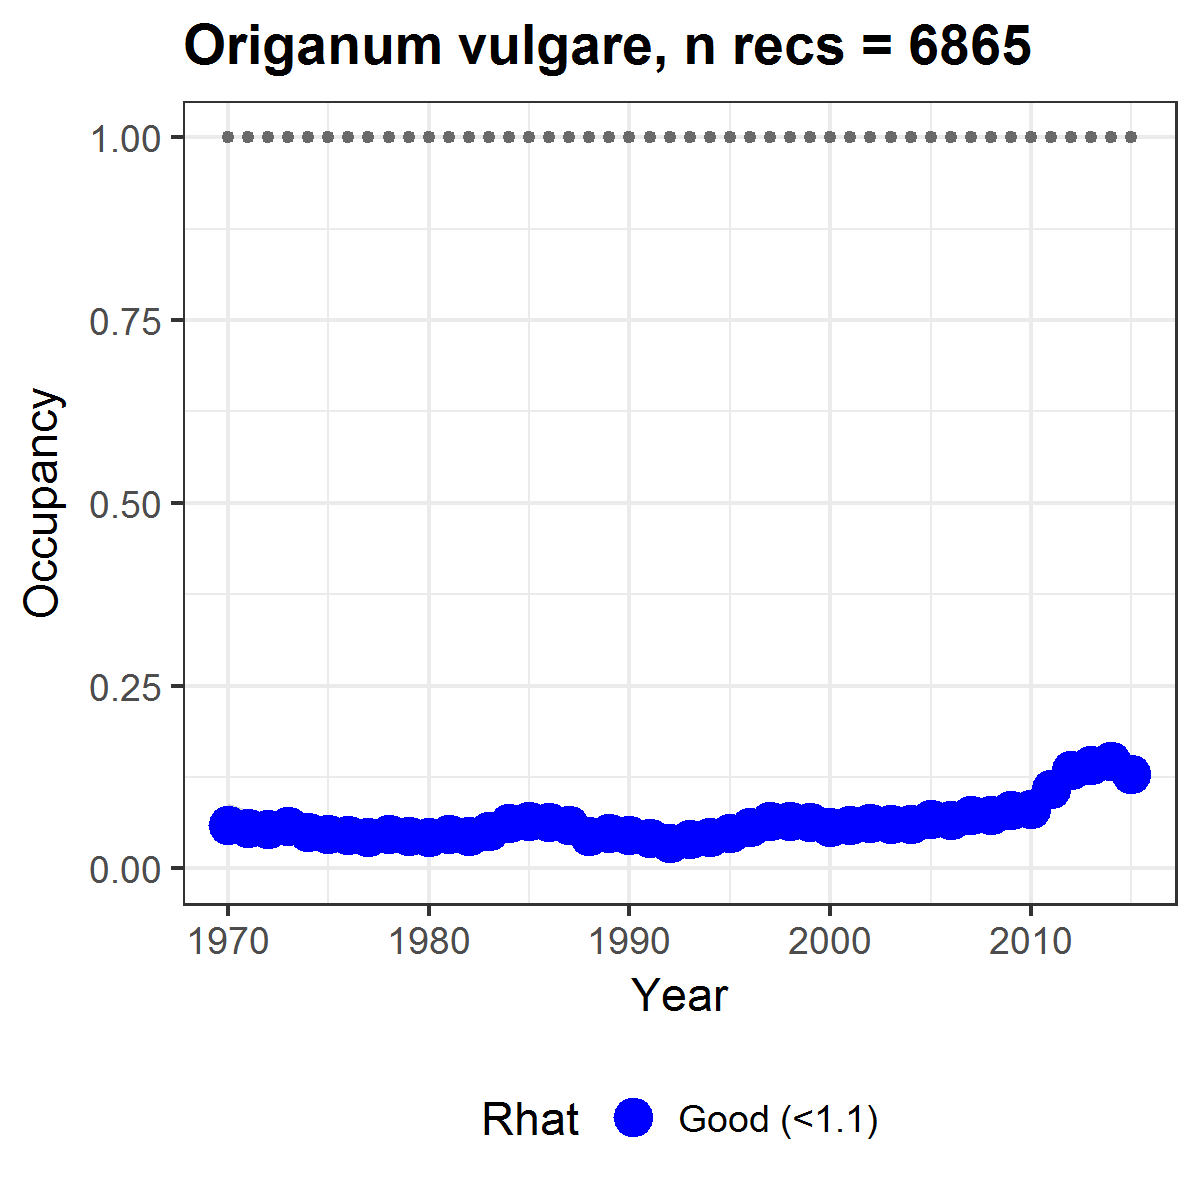 Origanum vulgare, n recs = 6865
1.00
0.75
0.50
0.25
0.00
Occupancy
1970 1980 1990 2000 2010
Year
Rhat Good (<1.1)